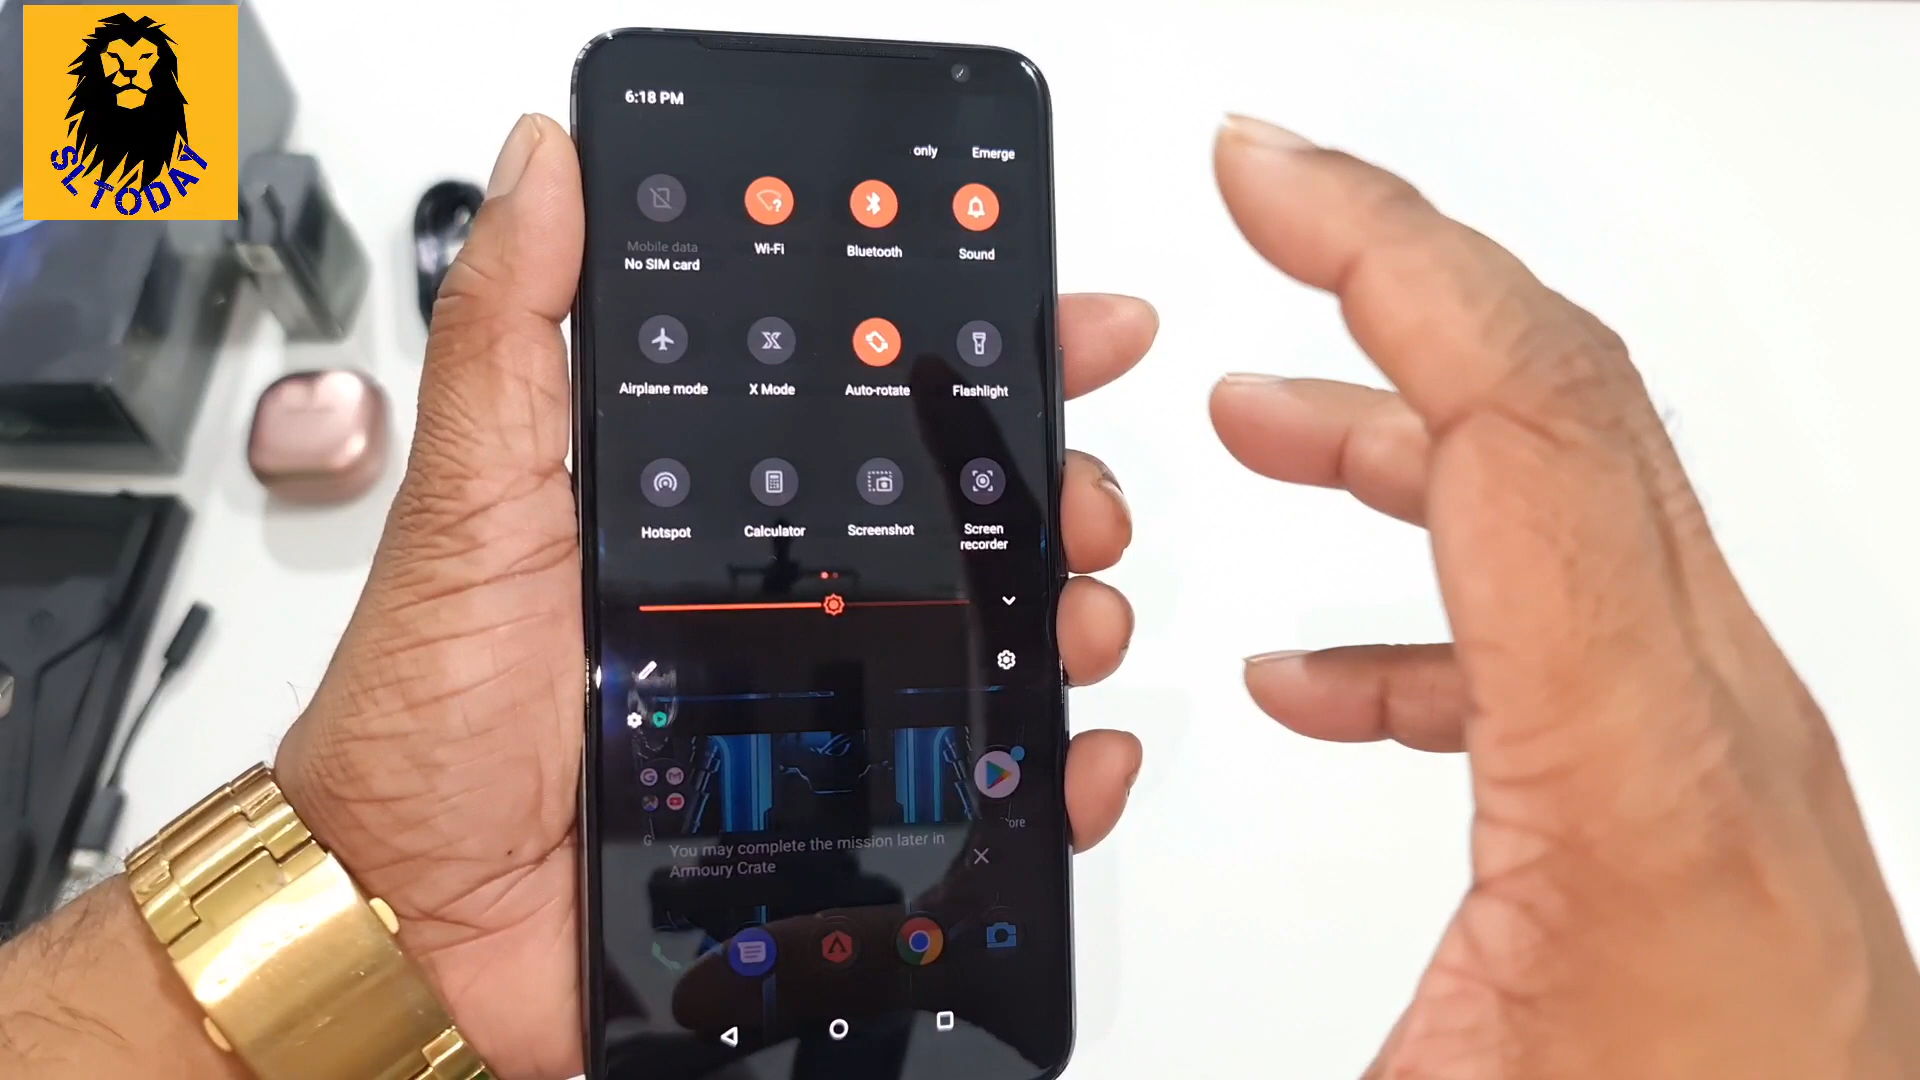 SL TODAY
6:18 PM
only Emerge
Mobile data
No SIM card
Wi-Fi
Bluetooth
Sound
Airplane mode
X Mode
Auto-rotate
Flashlight
Hotspot
Calculator
Screenshot
Screen
recorder
G
ore
You may complete the mission later in
Armoury Crate